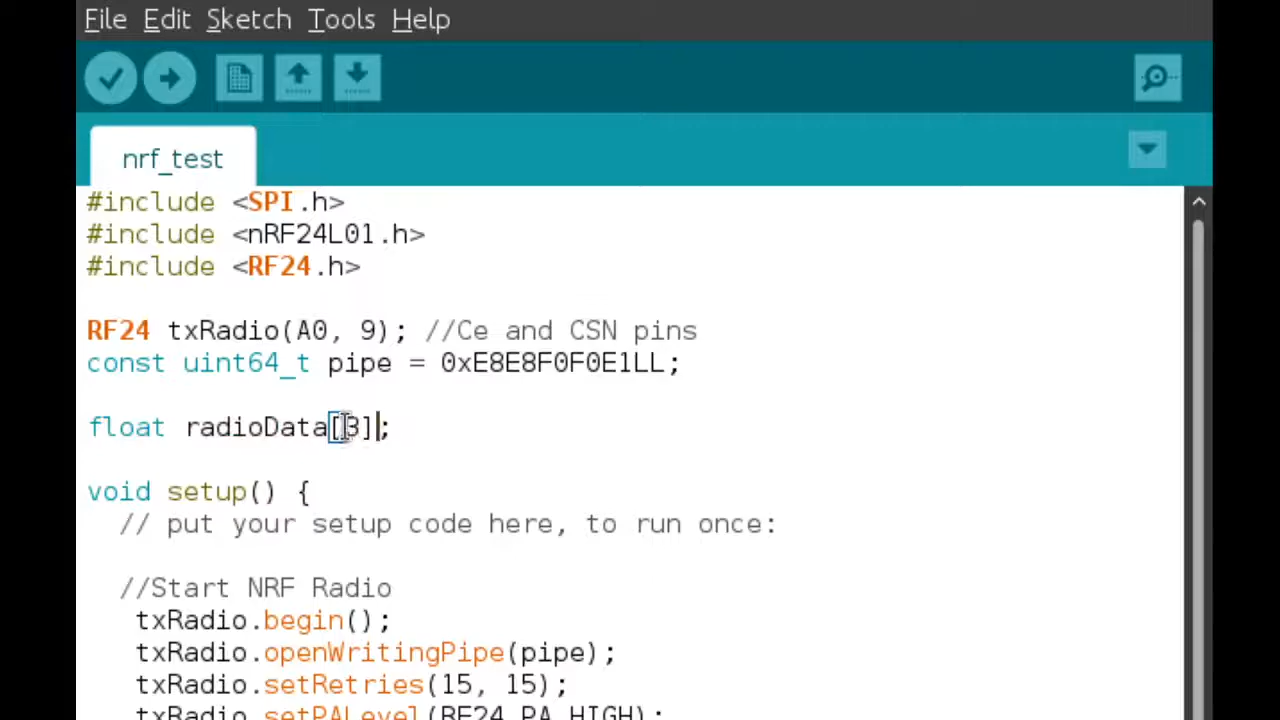 File Edit Sketch Tools Help
nrf_test
#include <SPI.h>
#include <nRF24L01.h>
#include <RF24.h>
RF24 txRadio(A0, 9); //Ce and CSN pins
const uint64_t pipe = 0xE8E8F0F0E1LL;
float radioData[3];
void setup() {
// put your setup code here, to run once:
//Start NRF Radio
txRadio.begin();
txRadio.openWritingPipe(pipe);
txRadio.setRetries(15, 15);
txRadio.setPALevel(RF24_PA_HIGH);